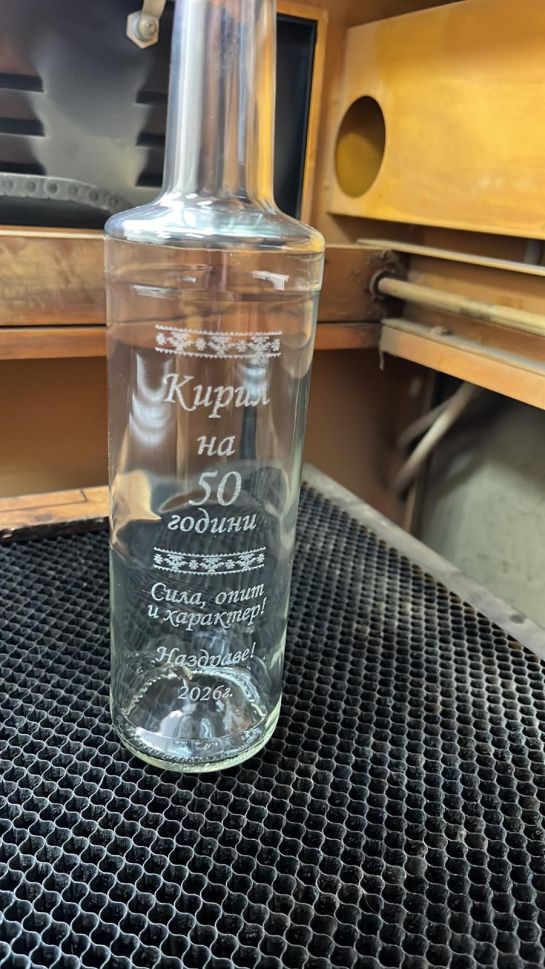 Кирил
на
50
години
Сила, опит
и характер!
Наздраве!
2026г.